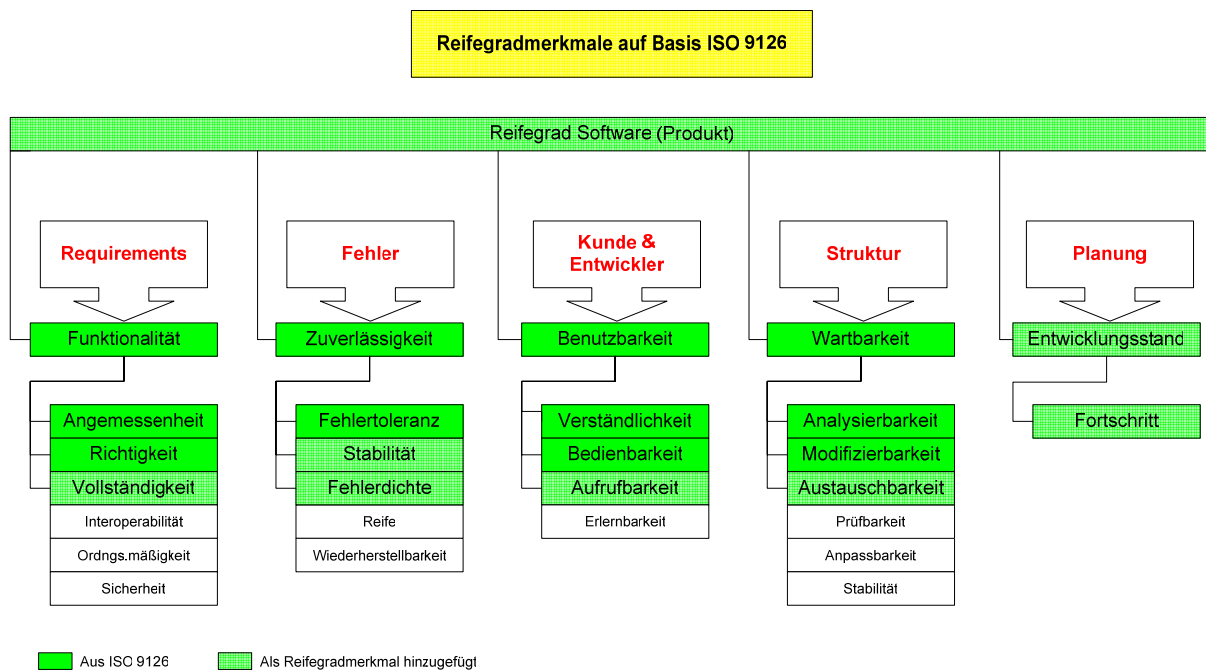 Reifegradmerkmale auf Basis ISO 9126
Reifegrad Software (Produkt)
Requirements
Funktionalität
Angemessenheit
Richtigkeit
Vollständigkeit
Interoperabilität
Ordngs.mäßigkeit
Sicherheit
Fehler
Zuverlässigkeit
Fehlertoleranz
Stabilität
Fehlerdichte
Reife
Wiederherstellbarkeit
Kunde &
Entwickler
Benutzbarkeit
Verständlichkeit
Bedienbarkeit
Aufrufbarkeit
Erlernbarkeit
Struktur
Wartbarkeit
Analysierbarkeit
Modifizierbarkeit
Austauschbarkeit
Prüfbarkeit
Anpassbarkeit
Stabilität
Planung
Entwicklungsstand
Fortschritt
Aus ISO 9126
Als Reifegradmerkmal hinzugefügt